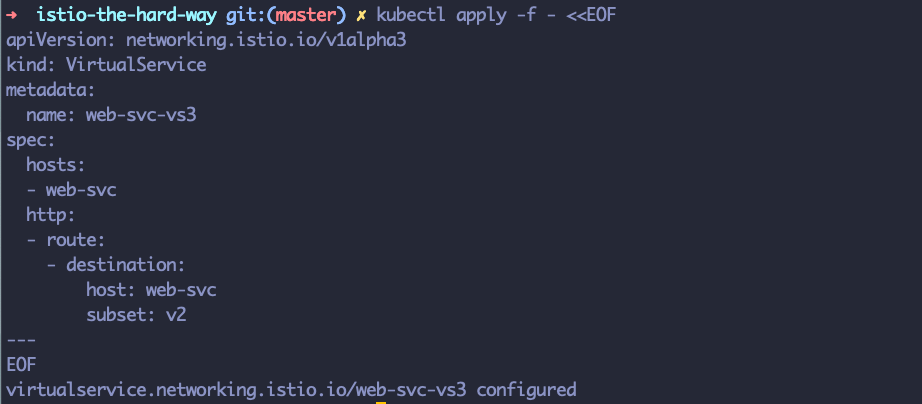 ➜  istio-the-hard-way git:(master) ✗ kubectl apply -f - <<EOF
apiVersion: networking.istio.io/v1alpha3
kind: VirtualService
metadata:
  name: web-svc-vs3
spec:
  hosts:
  - web-svc
  http:
  - route:
    - destination:
        host: web-svc
        subset: v2
---
EOF
virtualservice.networking.istio.io/web-svc-vs3 configured